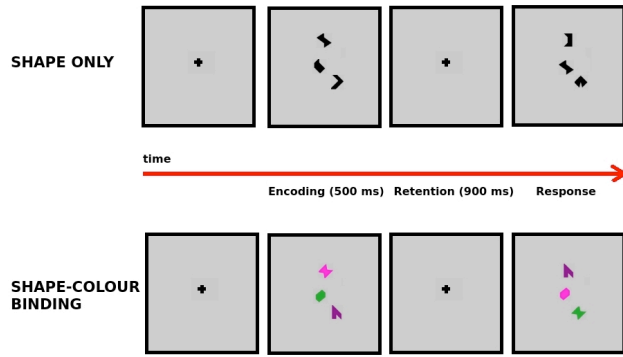 SHAPE ONLY
time
Encoding (500 ms) Retention (900 ms) Response
SHAPE-COLOUR
BINDING